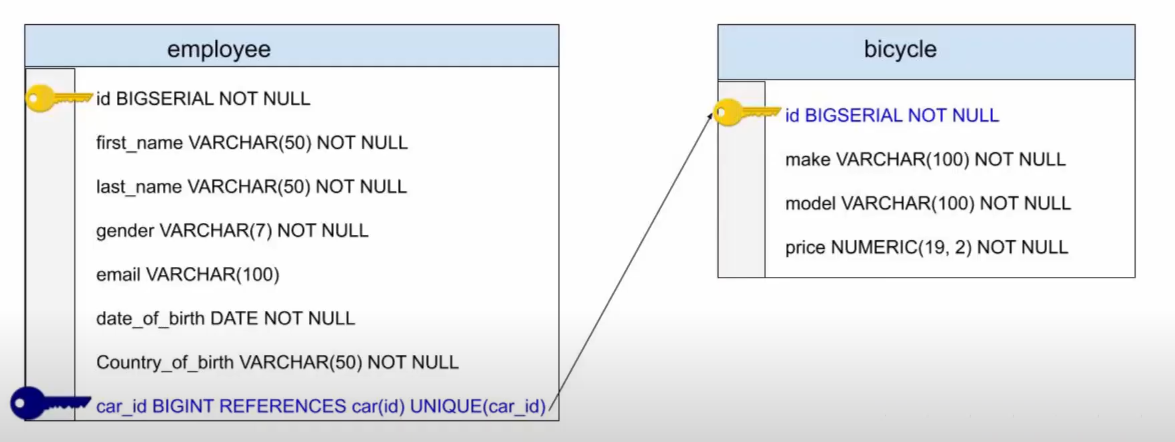 employee
id BIGSERIAL NOT NULL
first_name VARCHAR(50) NOT NULL
last_name VARCHAR(50) NOT NULL
gender VARCHAR(7) NOT NULL
email VARCHAR(100)
date_of_birth DATE NOT NULL
Country_of_birth VARCHAR(50) NOT NULL
car_id BIGINT REFERENCES car(id) UNIQUE(car_id)
bicycle
id BIGSERIAL NOT NULL
make VARCHAR(100) NOT NULL
model VARCHAR(100) NOT NULL
price NUMERIC(19, 2) NOT NULL